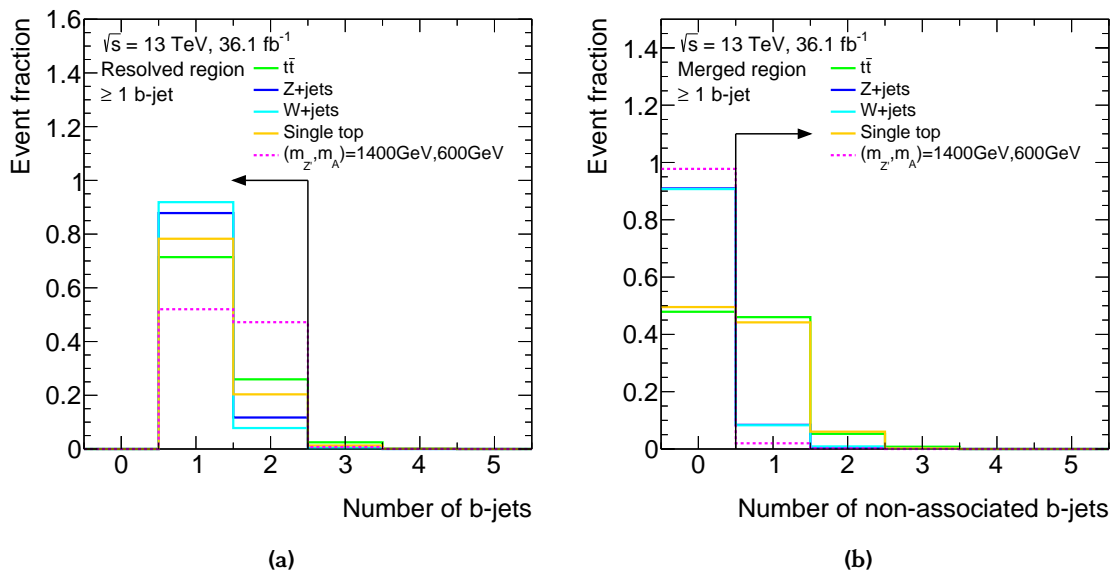 Event fraction
1.6
1.4
1.2
1
0.8
0.6
0.4
0.2
0
√s = 13 TeV, 36.1 fb⁻¹
Resolved region
≥ 1 b-jet
tt̄
Z+jets
W+jets
Single top
(m_Z', m_A)=1400GeV,600GeV
0 1 2 3 4 5
Number of b-jets
(a)
Event fraction
1.4
1.2
1
0.8
0.6
0.4
0.2
0
√s = 13 TeV, 36.1 fb⁻¹
Merged region
≥ 1 b-jet
tt̄
Z+jets
W+jets
Single top
(m_Z', m_A)=1400GeV,600GeV
0 1 2 3 4 5
Number of non-associated b-jets
(b)